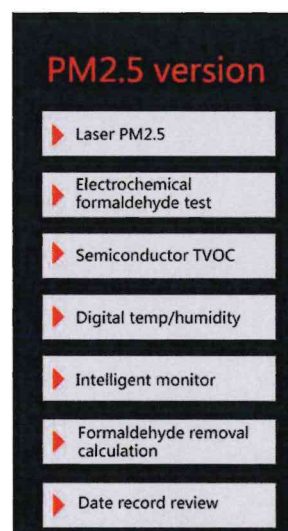 PM2.5 version
Laser PM2.5
Electrochemical
formaldehyde test
Semiconductor TVOC
Digital temp/humidity
Intelligent monitor
Formaldehyde removal
calculation
Date record review